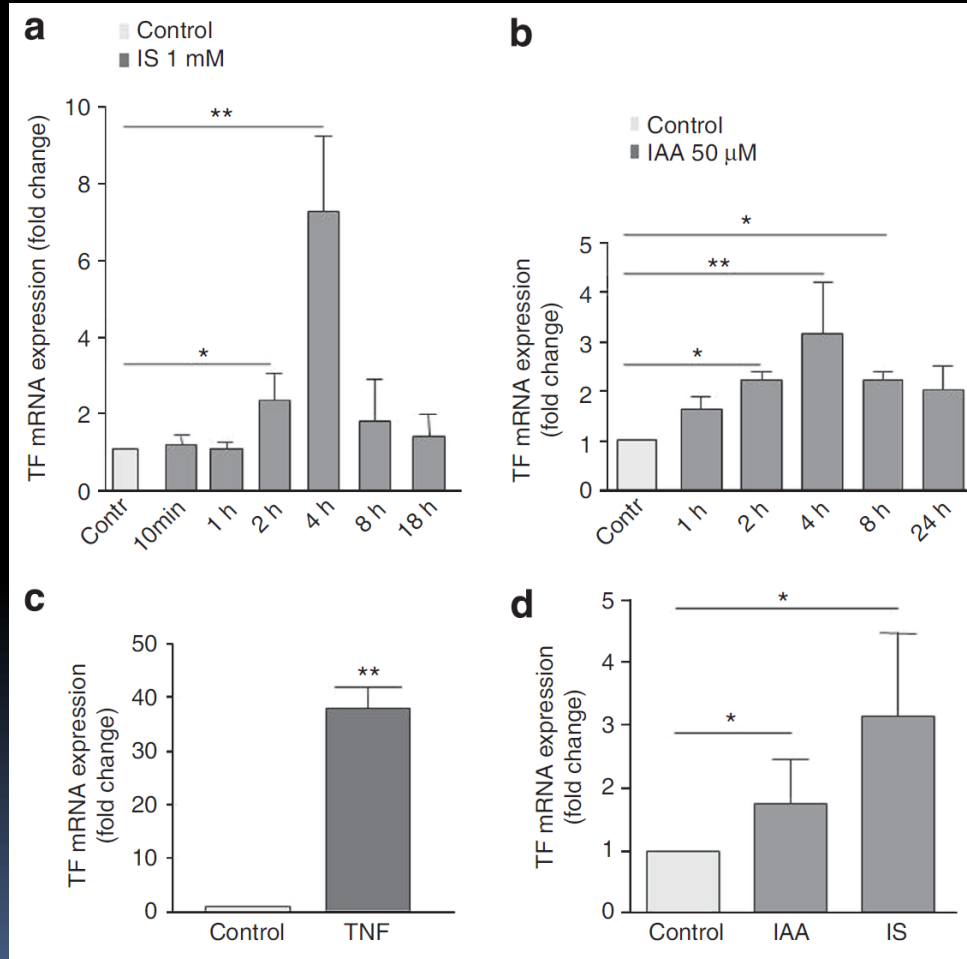 a
Control
IS 1 mM
TF mRNA expression (fold change)
10
8
6
4
2
0
**
*
Contr
10min
1 h
2 h
4 h
8 h
18 h
b
Control
IAA 50 μM
TF mRNA expression
(fold change)
5
4
3
2
1
0
*
**
*
Contr
1 h
2 h
4 h
8 h
24 h
c
TF mRNA expression
(fold change)
50
40
30
20
10
0
**
Control
TNF
d
TF mRNA expression
(fold change)
5
4
3
2
1
0
*
*
Control
IAA
IS